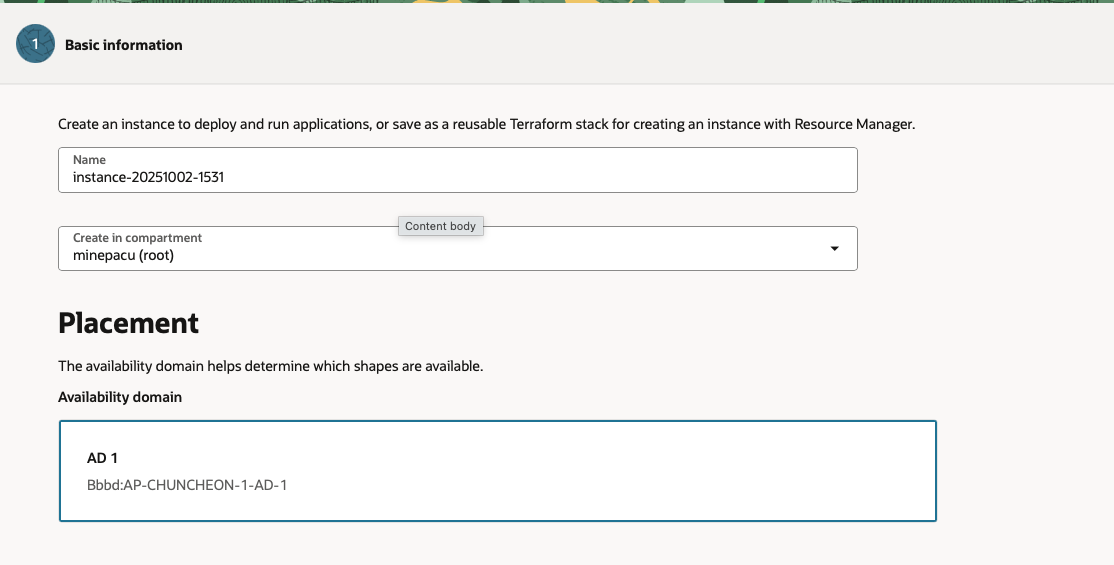 1
Basic information
Create an instance to deploy and run applications, or save as a reusable Terraform stack for creating an instance with Resource Manager.
Name
instance-20251002-1531
Content body
Create in compartment
minepacu (root)
Placement
The availability domain helps determine which shapes are available.
Availability domain
AD 1
Bbbd:AP-CHUNCHEON-1-AD-1